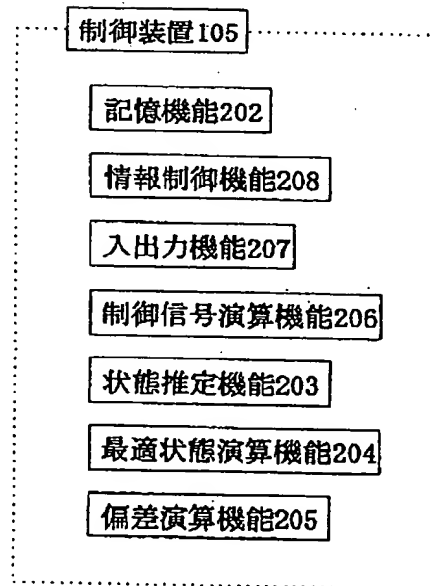 制御装置105
記憶機能202
情報制御機能208
入出力機能207
制御信号演算機能206
状態推定機能203
最適状態演算機能204
偏差演算機能205